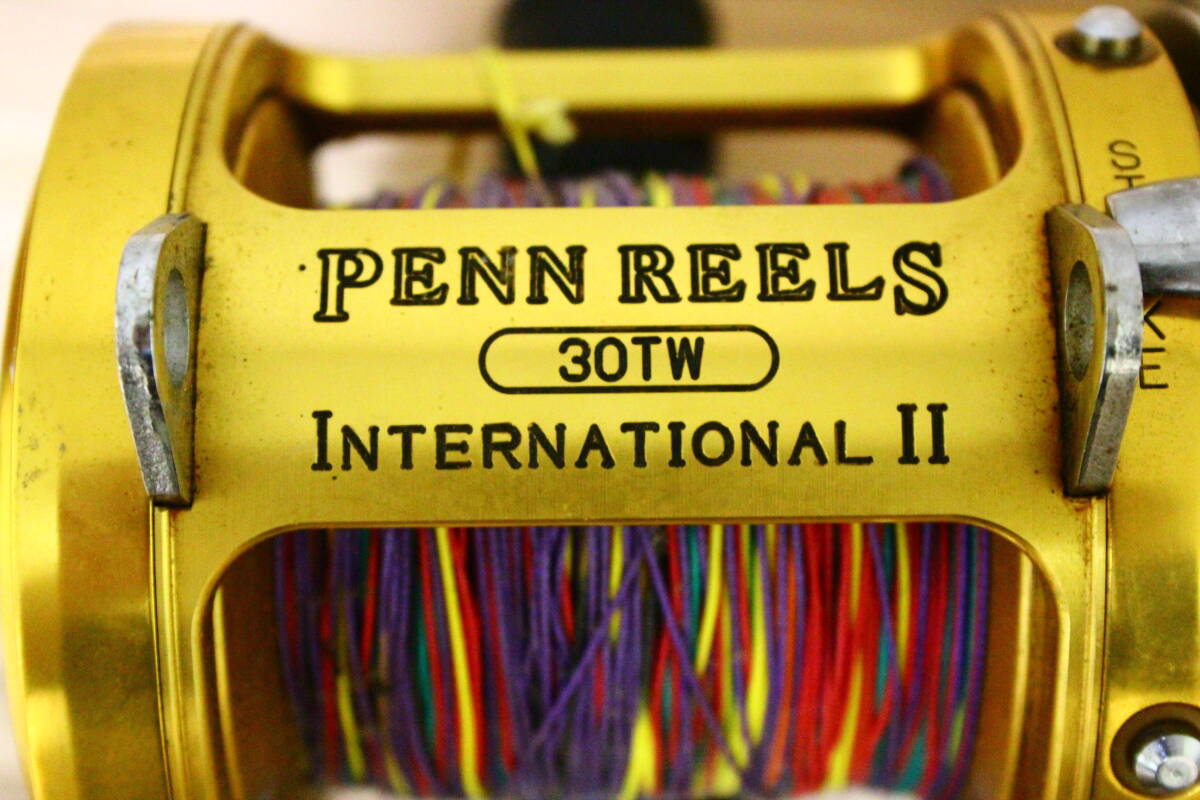 PENN REELS
30TW
INTERNATIONAL II